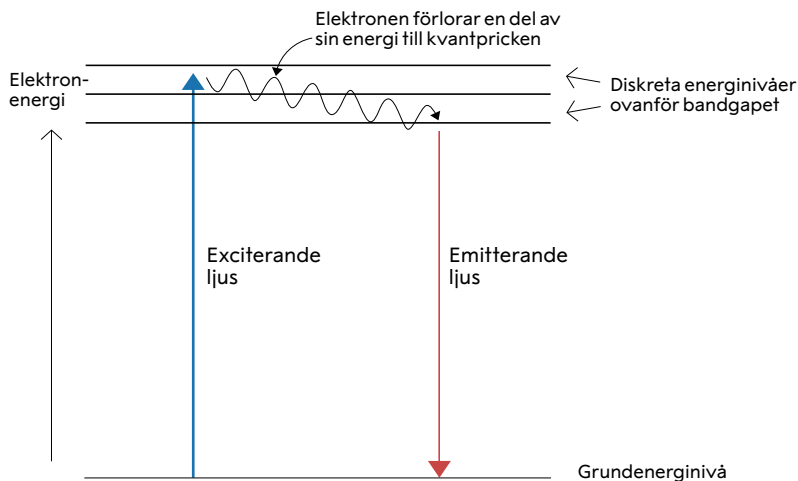 Elektronen förlorar en del av
sin energi till kvantpricken
Elektron-
energi
Diskreta energinivåer
ovanför bandgapet
Exciterande
ljus
Emitterande
ljus
Grundenerginivå